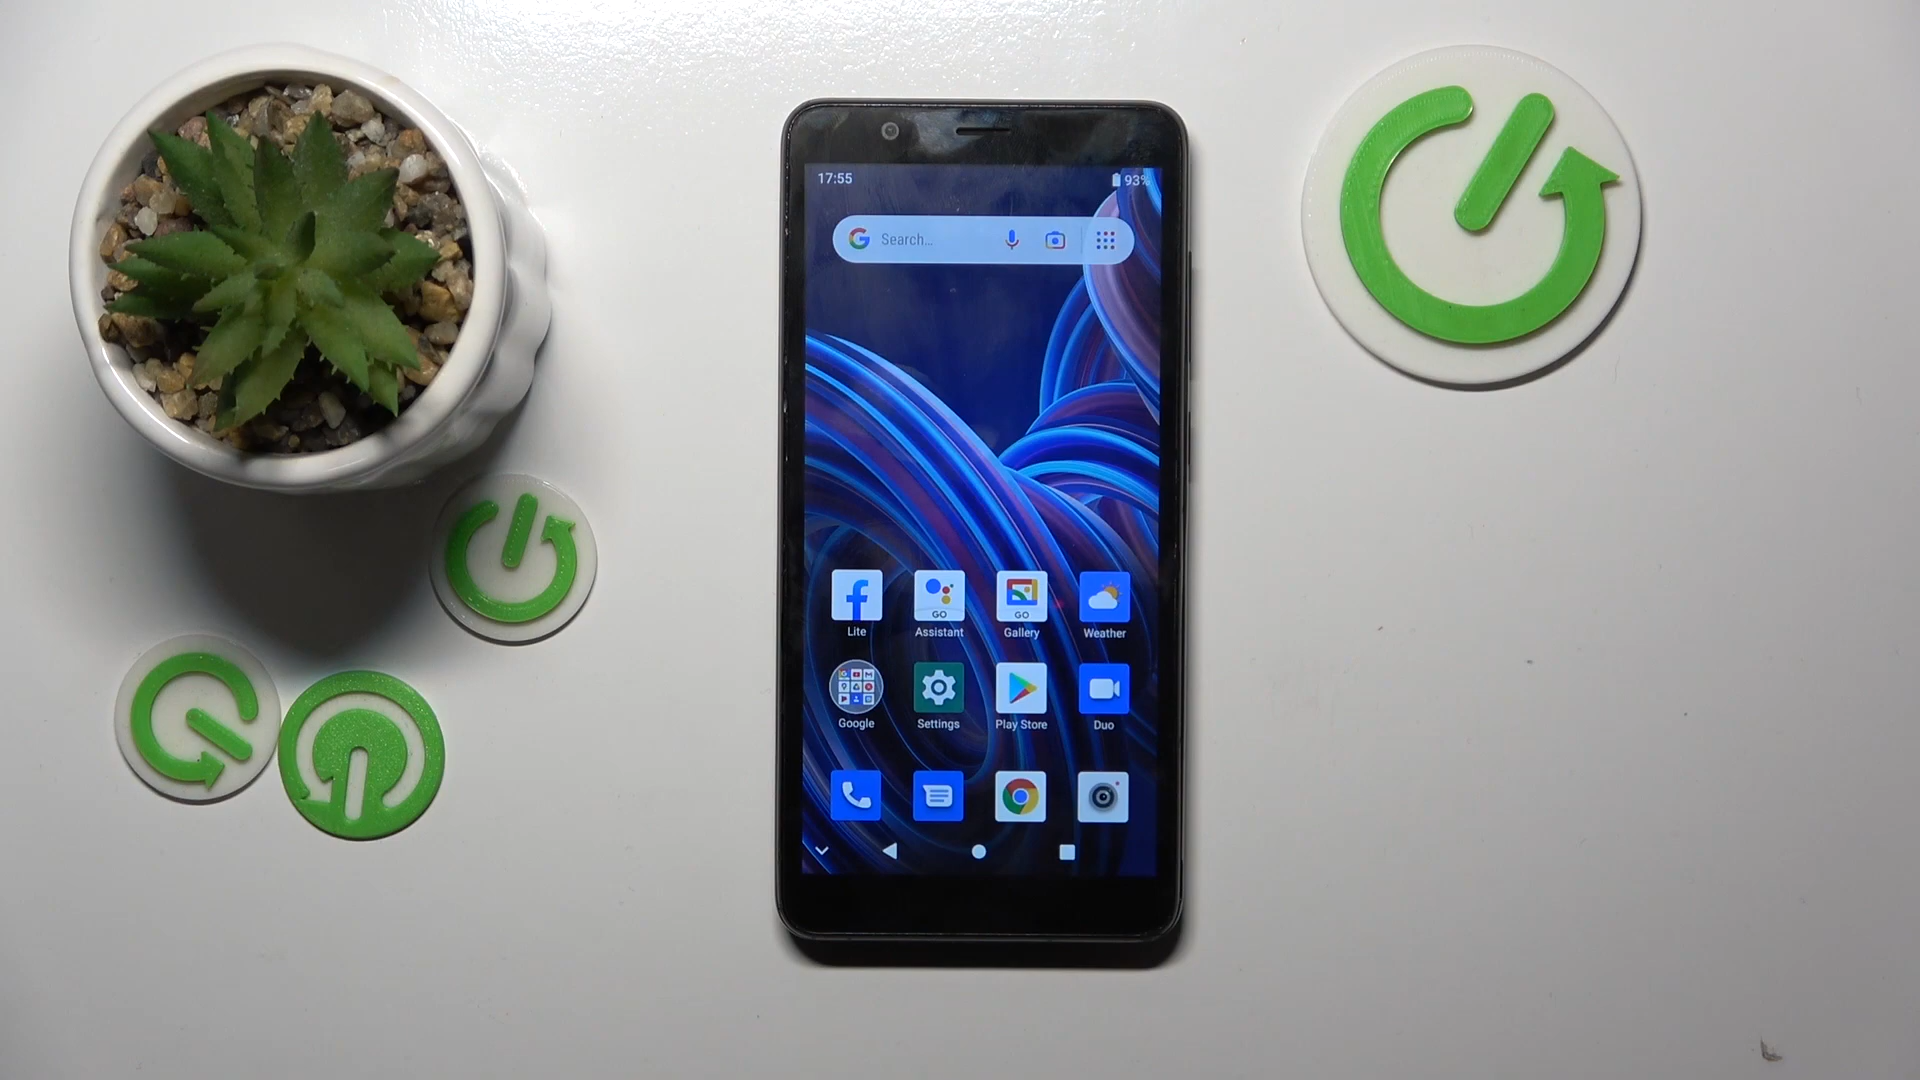 17:55 93%
Search...
GO GO
Lite Assistant Gallery Weather
Google Settings Play Store Duo